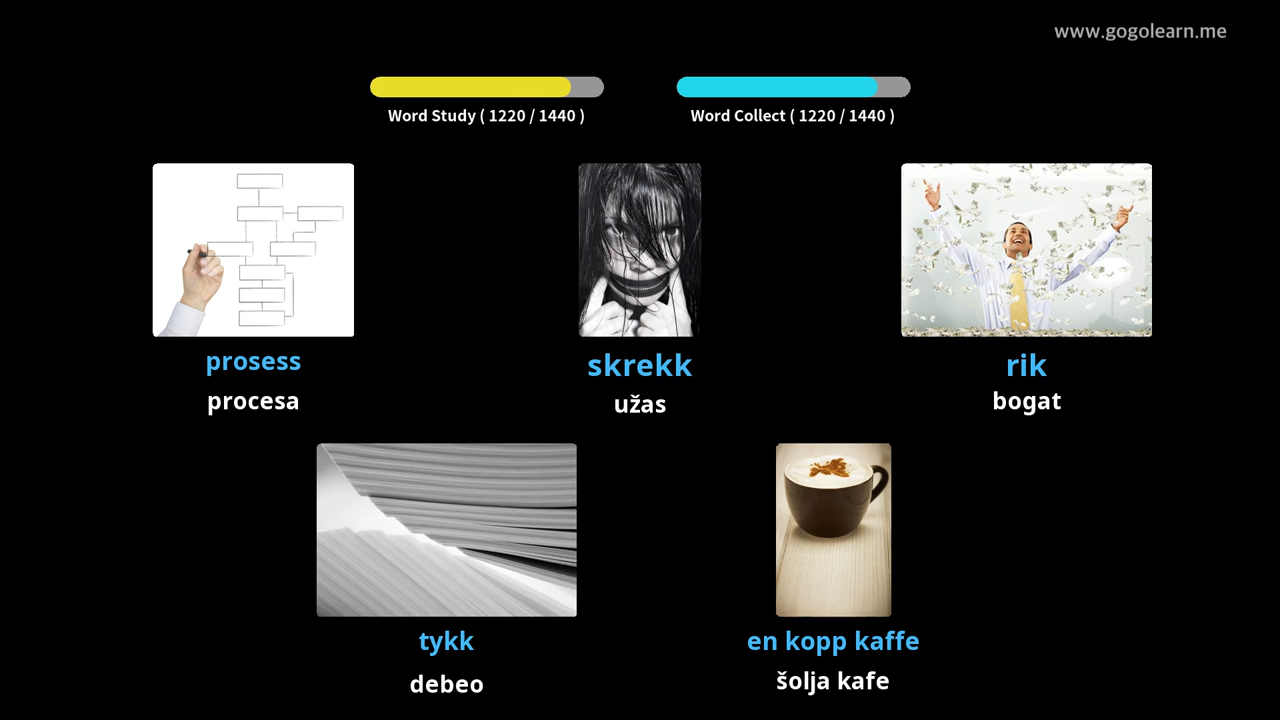 www.gogolearn.me
Word Study ( 1220 / 1440 )
Word Collect ( 1220 / 1440 )
prosess
skrekk
rik
procesa
užas
bogat
tykk
en kopp kaffe
debeo
šolja kafe